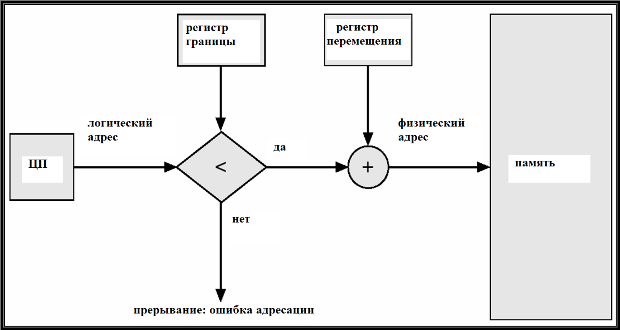 регистр
границы
регистр
перемещения
логический
адрес
да
физический
адрес
ЦП
<
+
память
нет
прерывание: ошибка адресации